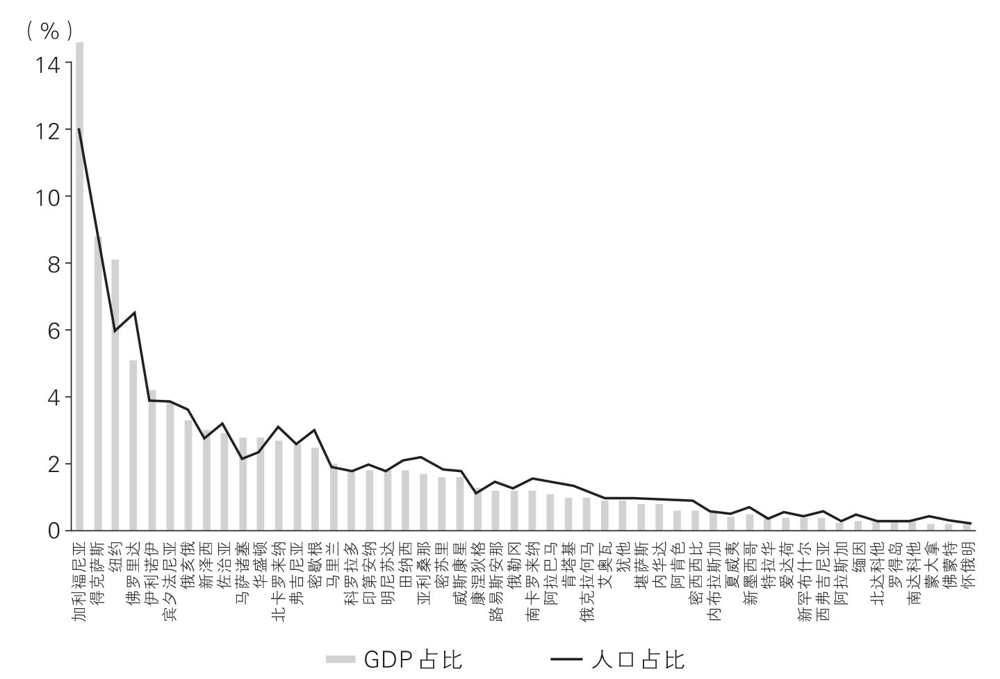 （%）
14
12
10
8
6
4
2
0
加利福尼亚
得克萨斯
纽约
佛罗里达
伊利诺伊
宾夕法尼亚
俄亥俄
新泽西
佐治亚
马萨诸塞
华盛顿
北卡罗来纳
弗吉尼亚
密歇根
马里兰
科罗拉多
印第安纳
明尼苏达
田纳西
亚利桑那
密苏里
威斯康星
康涅狄格
路易斯安那
俄勒冈
南卡罗来纳
阿拉巴马
肯塔基
俄克拉何马
艾奥瓦
犹他
堪萨斯
内华达
阿肯色
密西西比
内布拉斯加
夏威夷
新墨西哥
特拉华
爱达荷
新罕布什尔
西弗吉尼亚
阿拉斯加
缅因
北达科他
罗得岛
南达科他
蒙大拿
佛蒙特
怀俄明
GDP占比
人口占比